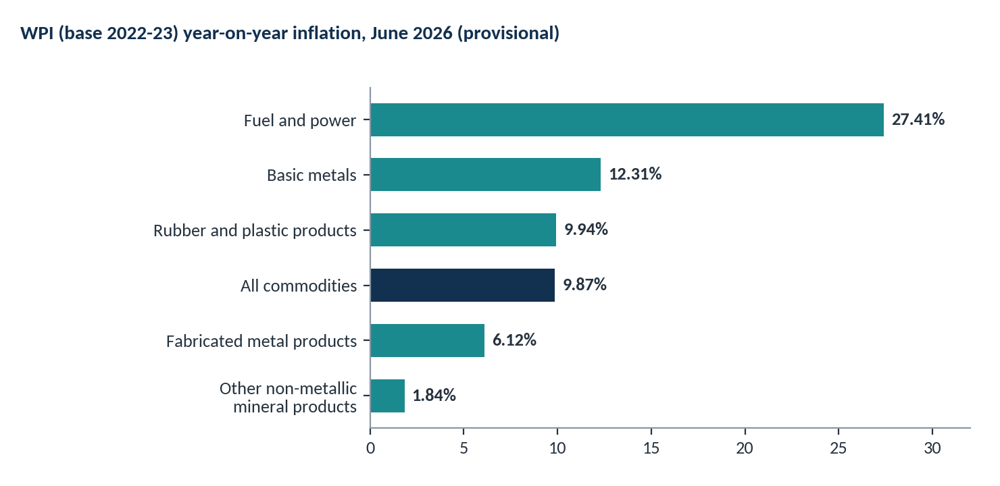 WPI (base 2022-23) year-on-year inflation, June 2026 (provisional)
Fuel and power 27.41%
Basic metals 12.31%
Rubber and plastic products 9.94%
All commodities 9.87%
Fabricated metal products 6.12%
Other non-metallic
mineral products 1.84%
0 5 10 15 20 25 30